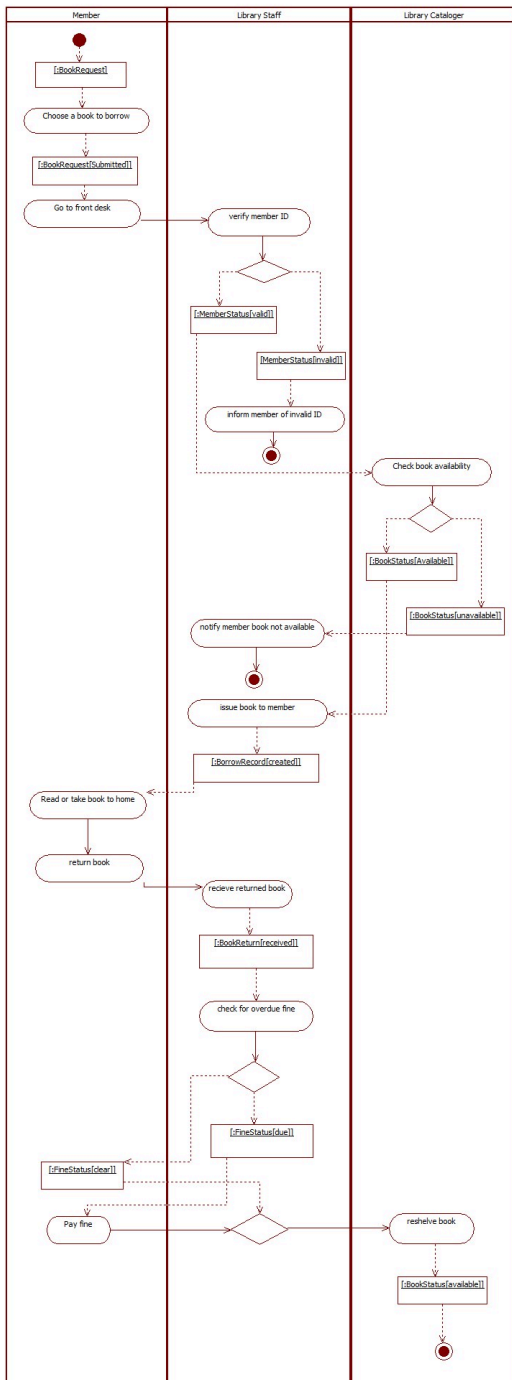 Member
Library Staff
Library Cataloger
[:BookRequest]
Choose a book to borrow
[:BookRequest[Submitted]]
Go to front desk
verify member ID
[:MemberStatus[valid]]
[MemberStatus[invalid]]
inform member of invalid ID
Check book availability
[:BookStatus[Available]]
[:BookStatus[unavailable]]
notify member book not available
issue book to member
[:BorrowRecord[created]]
Read or take book to home
return book
recieve returned book
[:BookReturn[received]]
check for overdue fine
[:FineStatus[due]]
[:FineStatus[clear]]
Pay fine
reshelve book
[:BookStatus[available]]